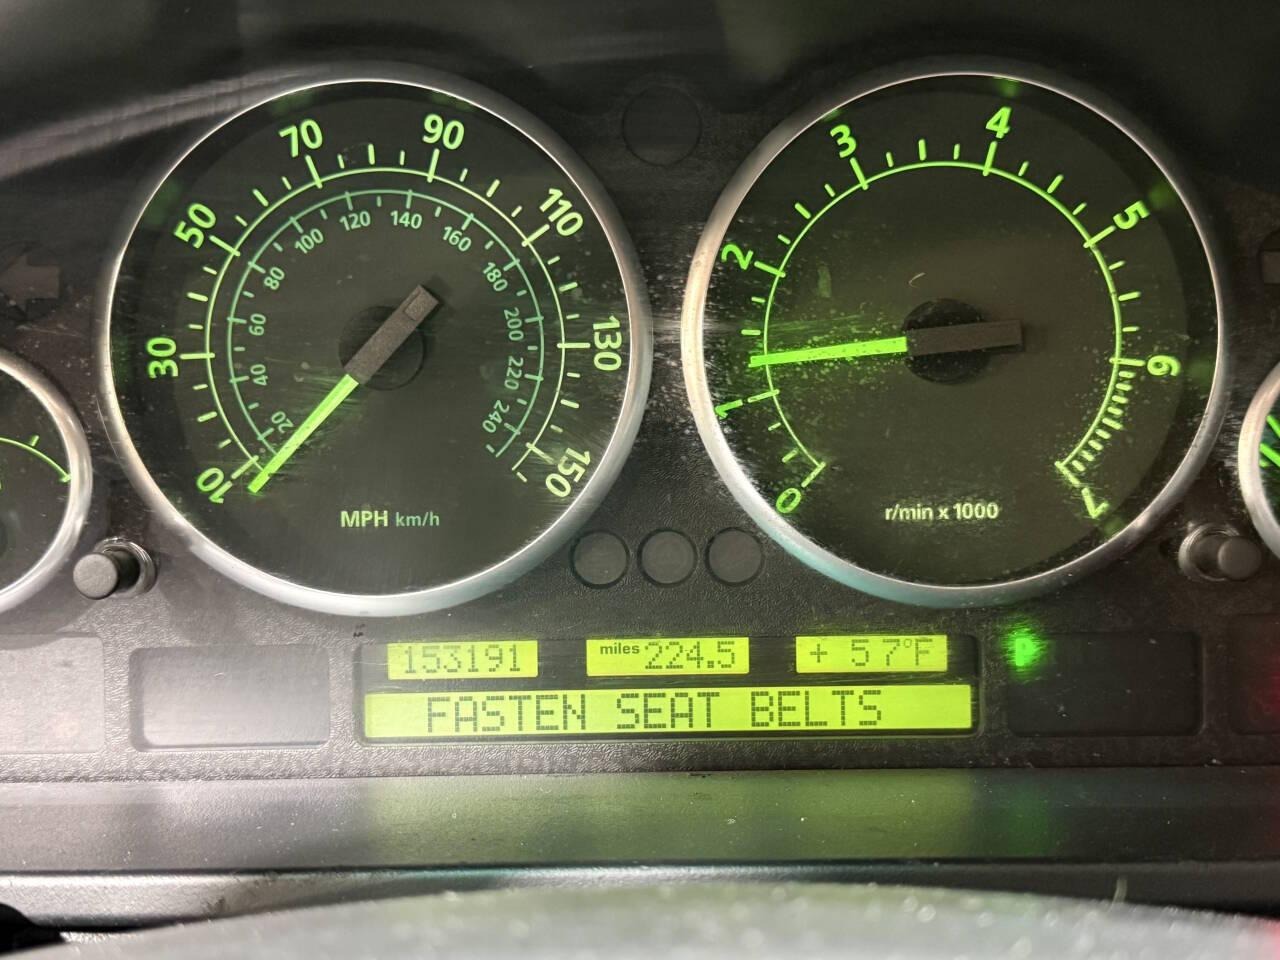 10 30 50 70 90 110 130 150
20 40 60 80 100 120 140 160 180 200 220 240
MPH km/h
0 1 2 3 4 5 6 7
r/min x 1000
153191 miles 224.5 + 57°F
P
FASTEN SEAT BELTS